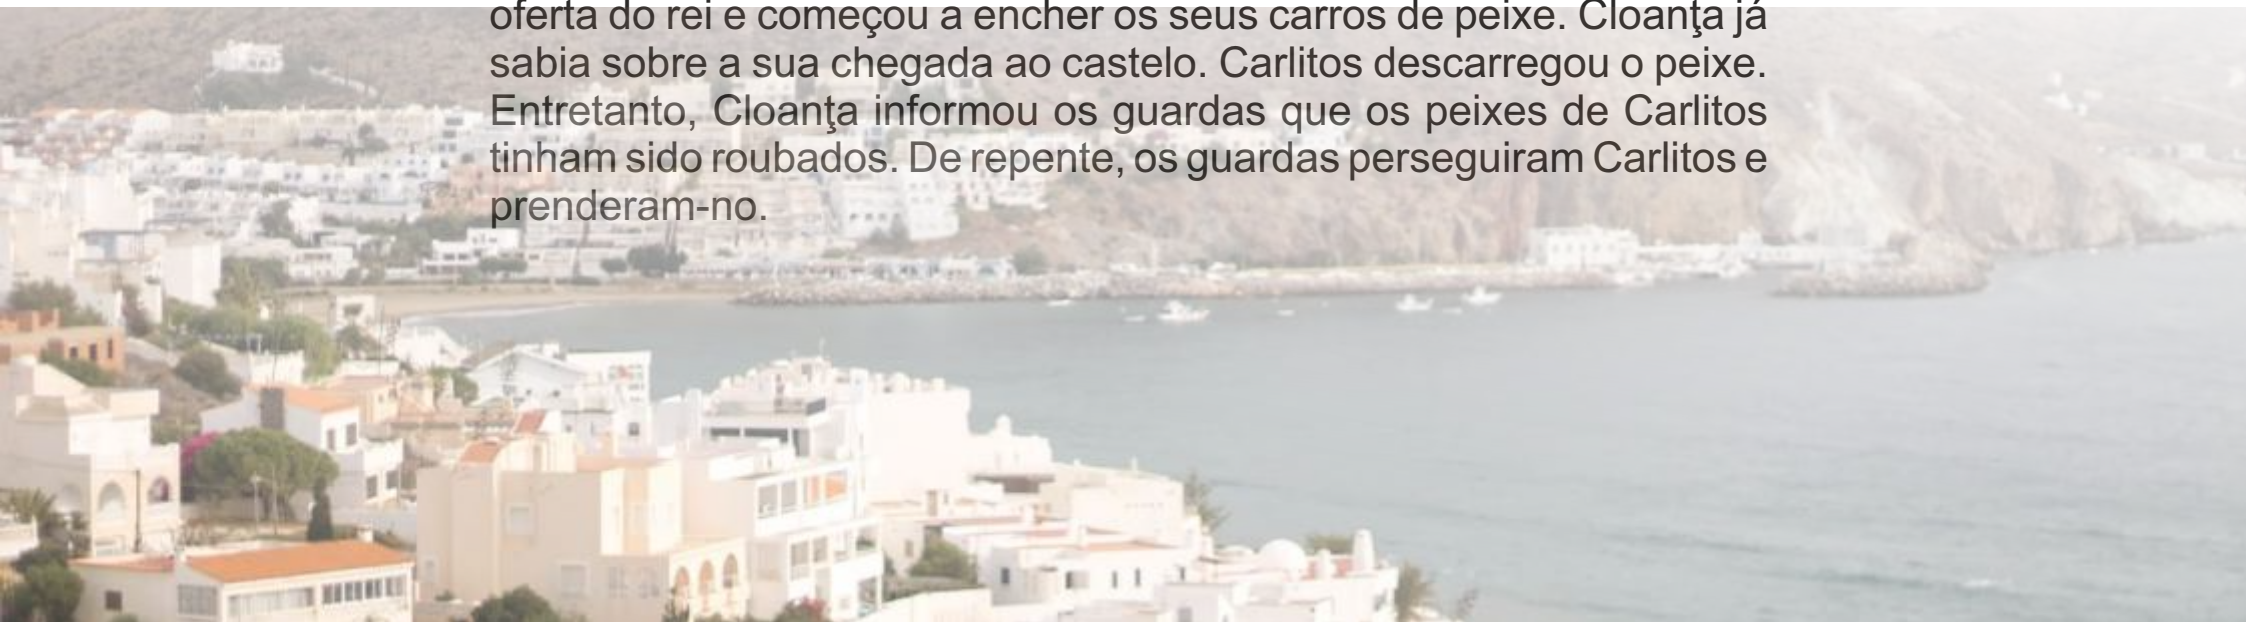 oferta do rei e começou a encher os seus carros de peixe. Cloanţa já
sabia sobre a sua chegada ao castelo. Carlitos descarregou o peixe.
Entretanto, Cloanţa informou os guardas que os peixes de Carlitos
tinham sido roubados. De repente, os guardas perseguiram Carlitos e
prenderam-no.